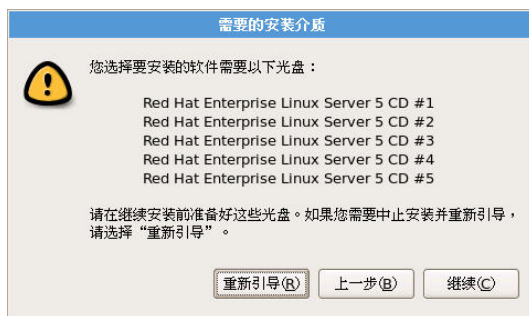 需要的安装介质
您选择要安装的软件需要以下光盘：
Red Hat Enterprise Linux Server 5 CD #1
Red Hat Enterprise Linux Server 5 CD #2
Red Hat Enterprise Linux Server 5 CD #3
Red Hat Enterprise Linux Server 5 CD #4
Red Hat Enterprise Linux Server 5 CD #5
请在继续安装前准备好这些光盘。如果您需要中止安装并重新引导，
请选择“重新引导”。
重新引导(R) 上一步(B) 继续(C)